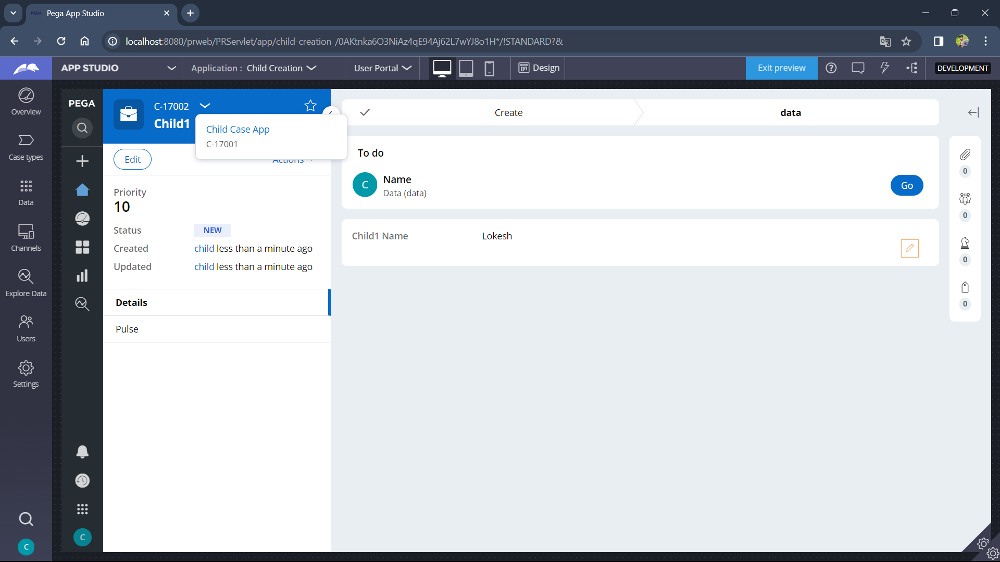 PEGA Pega App Studio
localhost:8080/prweb/PRServlet/app/child-creation_/0AKtnka6O3NiAz4qE94Aj62L7wYJ8o1H*/!STANDARD?&
APP STUDIO Application : Child Creation User Portal Design Exit preview DEVELOPMENT
Overview
Case types
Data
Channels
Explore Data
Users
Settings
C
PEGA
C
C-17002
Child1
Child Case App
C-17001
Edit Actions
Priority
10
Status NEW
Created child less than a minute ago
Updated child less than a minute ago
Details
Pulse
Create data
To do
C Name
Data (data)
Go
Child1 Name Lokesh
0
0
0
0